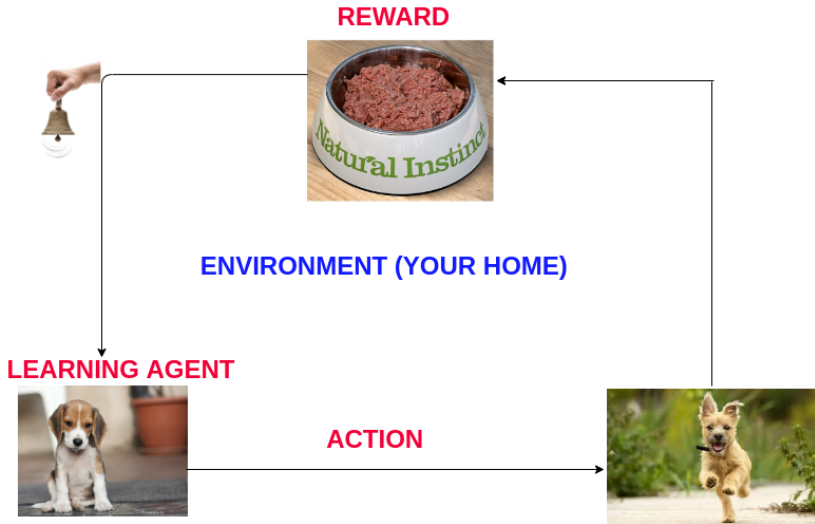 REWARD
Natural Instinct
ENVIRONMENT (YOUR HOME)
LEARNING AGENT
ACTION